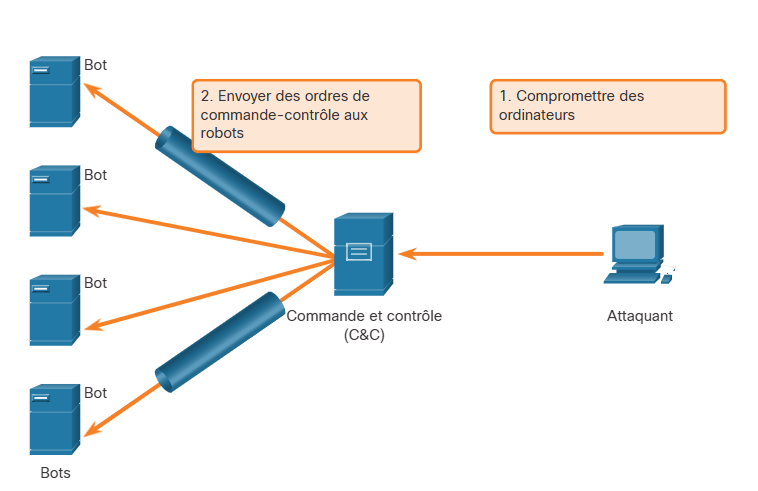 Bot
2. Envoyer des ordres de
commande-contrôle aux
robots
1. Compromettre des
ordinateurs
Bot
Bot
Commande et contrôle
(C&C)
Attaquant
Bot
Bots